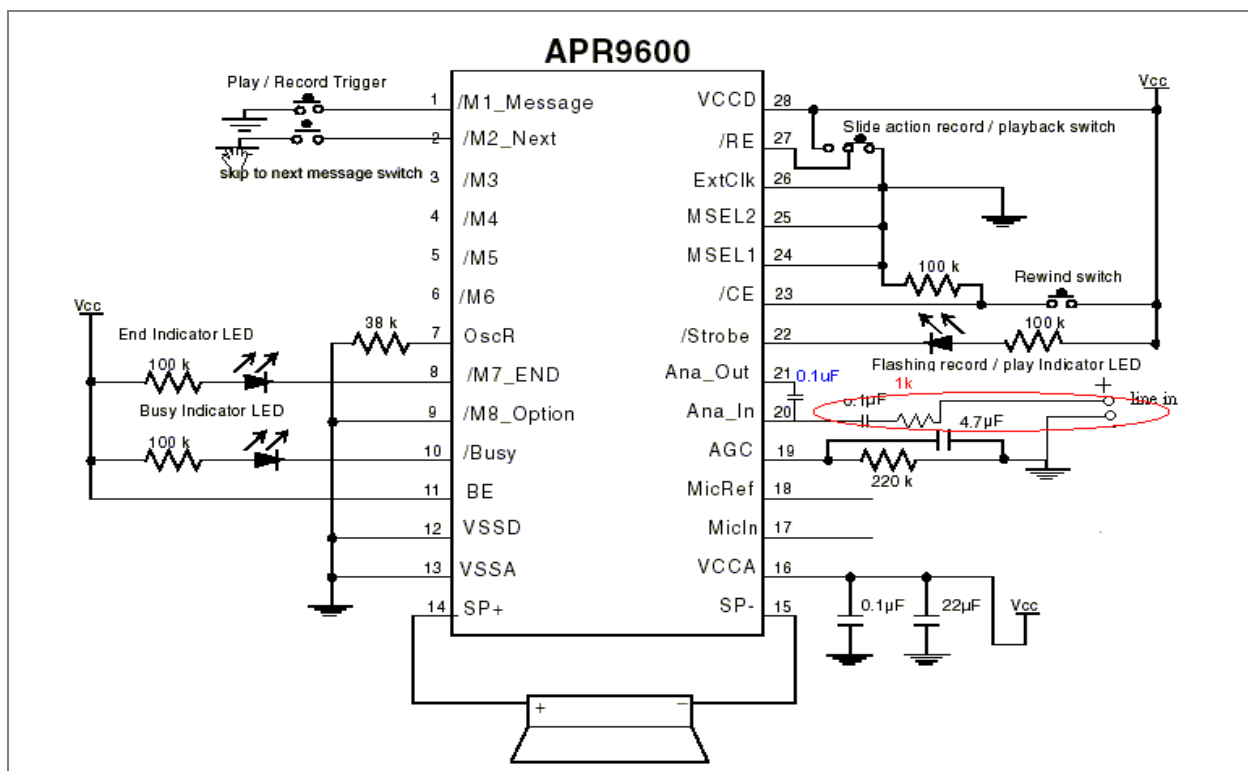 APR9600
Play / Record Trigger
1 /M1_Message
2 /M2_Next
skip to next message switch
3 /M3
4 /M4
5 /M5
6 /M6
38 k
7 OscR
Vcc
End Indicator LED
100 k
8 /M7_END
9 /M8_Option
Busy Indicator LED
100 k
10 /Busy
11 BE
12 VSSD
13 VSSA
14 SP+
VCCD 28
Vcc
Slide action record / playback switch
/RE 27
ExtClk 26
MSEL2 25
MSEL1 24
100 k
Rewind switch
/CE 23
/Strobe 22
100 k
Flashing record / play Indicator LED
Ana_Out 21
0.1uF
1k
+
line in
0.1µF
Ana_In 20
4.7µF
AGC 19
220 k
MicRef 18
MicIn 17
VCCA 16
0.1µF
22µF
Vcc
SP- 15
+ −